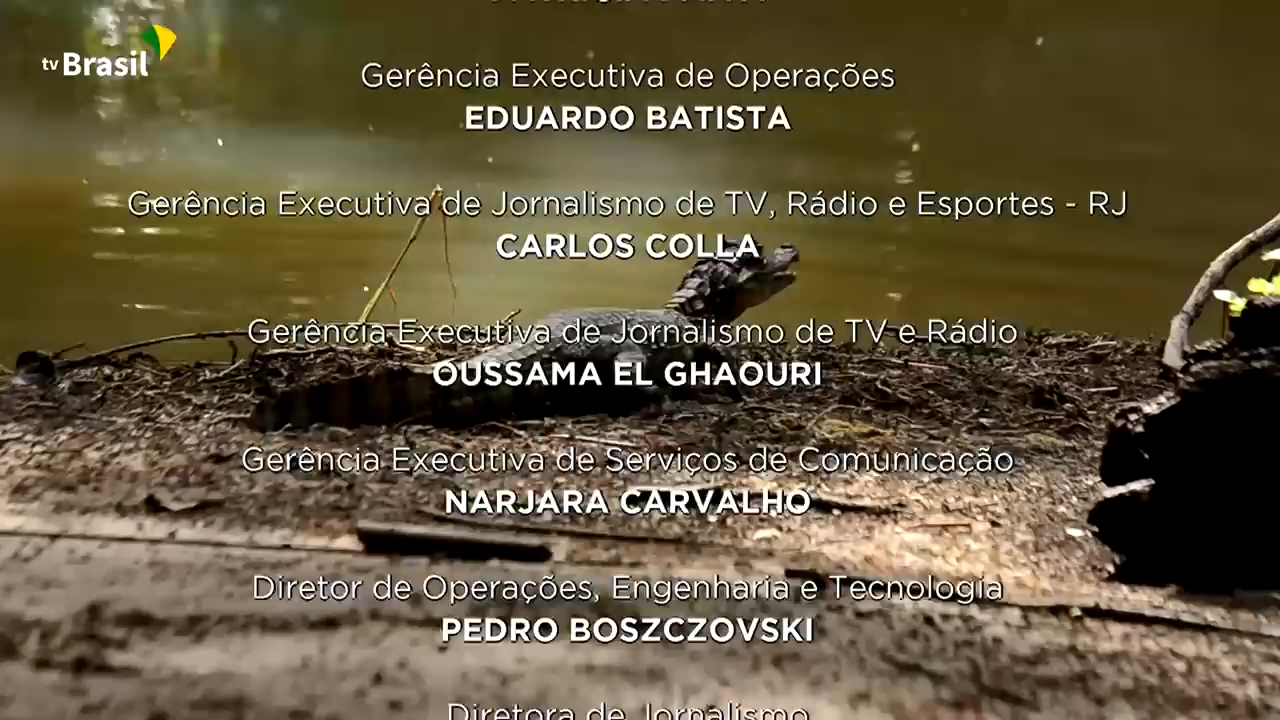 tv Brasil
Gerência Executiva de Operações
EDUARDO BATISTA
Gerência Executiva de Jornalismo de TV, Rádio e Esportes - RJ
CARLOS COLLA
Gerência Executiva de Jornalismo de TV e Rádio
OUSSAMA EL GHAOURI
Gerência Executiva de Serviços de Comunicação
NARJARA CARVALHO
Diretor de Operações, Engenharia e Tecnologia
PEDRO BOSZCZOVSKI
Diretora de Jornalismo